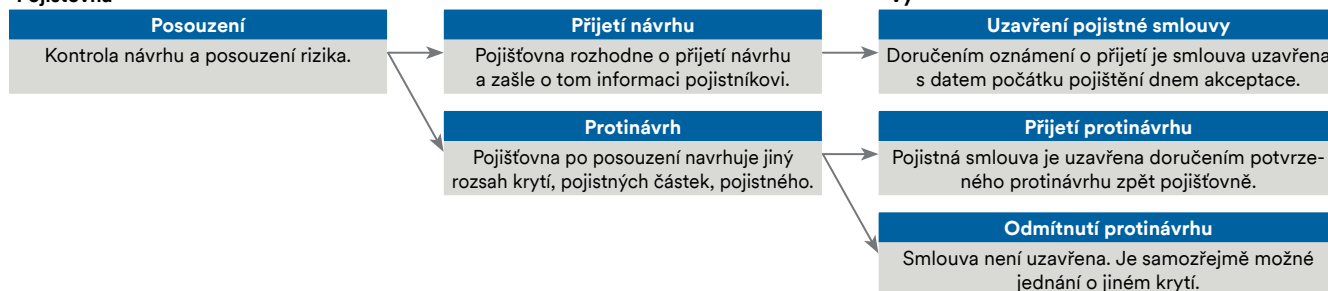 Posouzení
Kontrola návrhu a posouzení rizika.
Přijetí návrhu
Pojišťovna rozhodne o přijetí návrhu
a zašle o tom informaci pojistníkovi.
Uzavření pojistné smlouvy
Doručením oznámení o přijetí je smlouva uzavřena
s datem počátku pojištění dnem akceptace.
Protinávrh
Pojišťovna po posouzení navrhuje jiný
rozsah krytí, pojistných částek, pojistného.
Přijetí protinávrhu
Pojistná smlouva je uzavřena doručením potvrze-
ného protinávrhu zpět pojišťovně.
Odmítnutí protinávrhu
Smlouva není uzavřena. Je samozřejmě možné
jednání o jiném krytí.